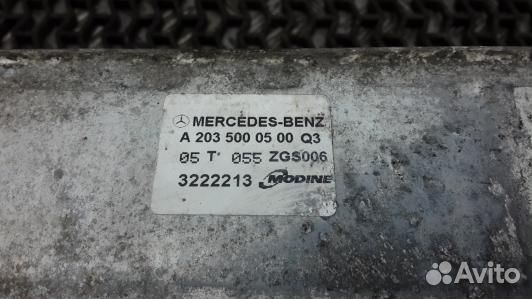 MERCEDES-BENZ
A 203 500 05 00 Q3
05 T 055 ZGS006
3222213 MODINE
Avito